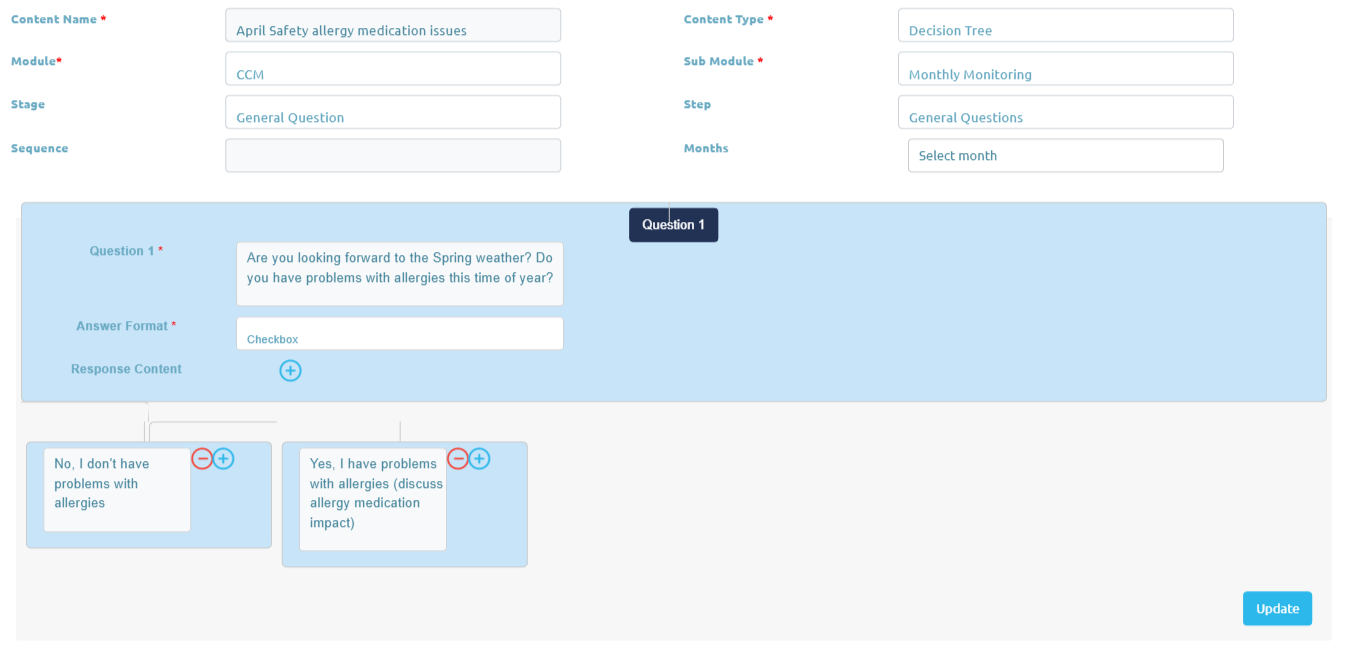 Content Name *
April Safety allergy medication issues
Content Type *
Decision Tree
Module*
CCM
Sub Module *
Monthly Monitoring
Stage
General Question
Step
General Questions
Sequence
Months
Select month
Question 1
Question 1 *
Are you looking forward to the Spring weather? Do
you have problems with allergies this time of year?
Answer Format *
Checkbox
Response Content
No, I don't have
problems with
allergies
Yes, I have problems
with allergies (discuss
allergy medication
impact)
Update